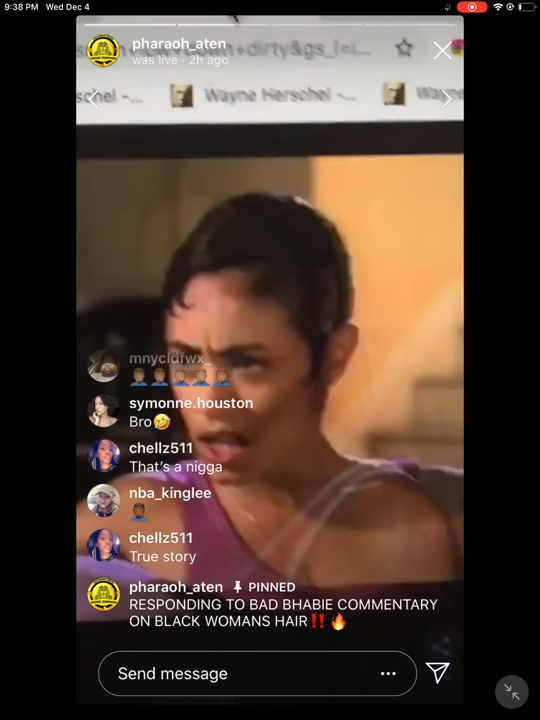 9:38 PM Wed Dec 4
pharaoh_aten
was live · 2h ago
dirty&gs_l=i...
schel -... Wayne Herschel -...
mnycldfwx_
🤦🏾‍♂️🤦🏾‍♂️🤦🏾‍♂️🤦🏾‍♂️🤦🏾‍♂️
symonne.houston
Bro🤣
chellz511
That's a nigga
nba_kinglee
🤦🏾‍♂️
chellz511
True story
pharaoh_aten PINNED
RESPONDING TO BAD BHABIE COMMENTARY
ON BLACK WOMANS HAIR‼️🔥
Send message